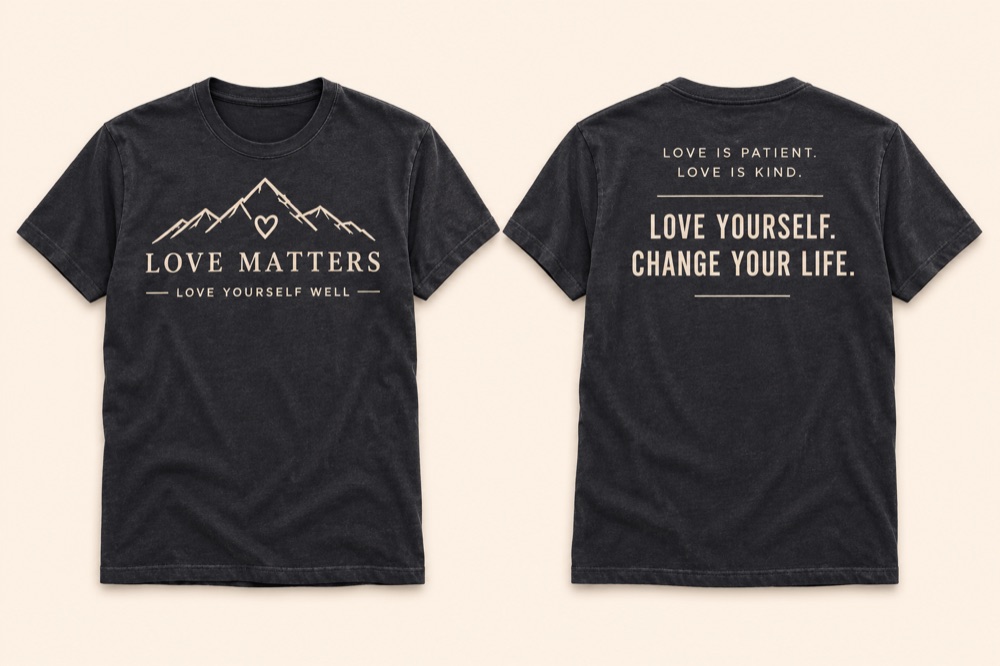 LOVE MATTERS
LOVE YOURSELF WELL
LOVE IS PATIENT.
LOVE IS KIND.
LOVE YOURSELF.
CHANGE YOUR LIFE.